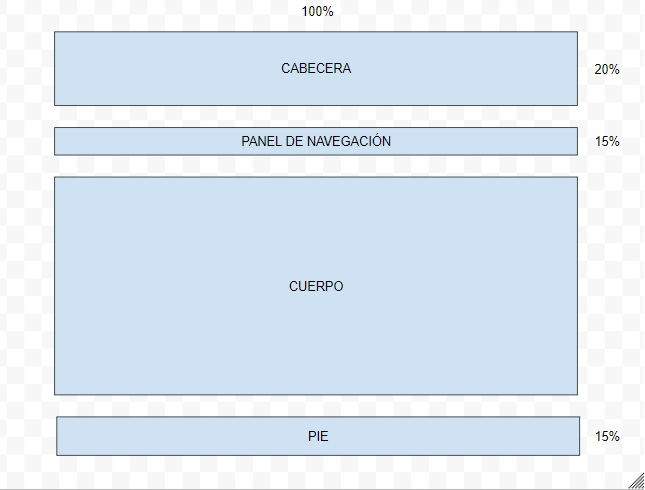 100%
CABECERA
20%
PANEL DE NAVEGACIÓN
15%
CUERPO
PIE
15%